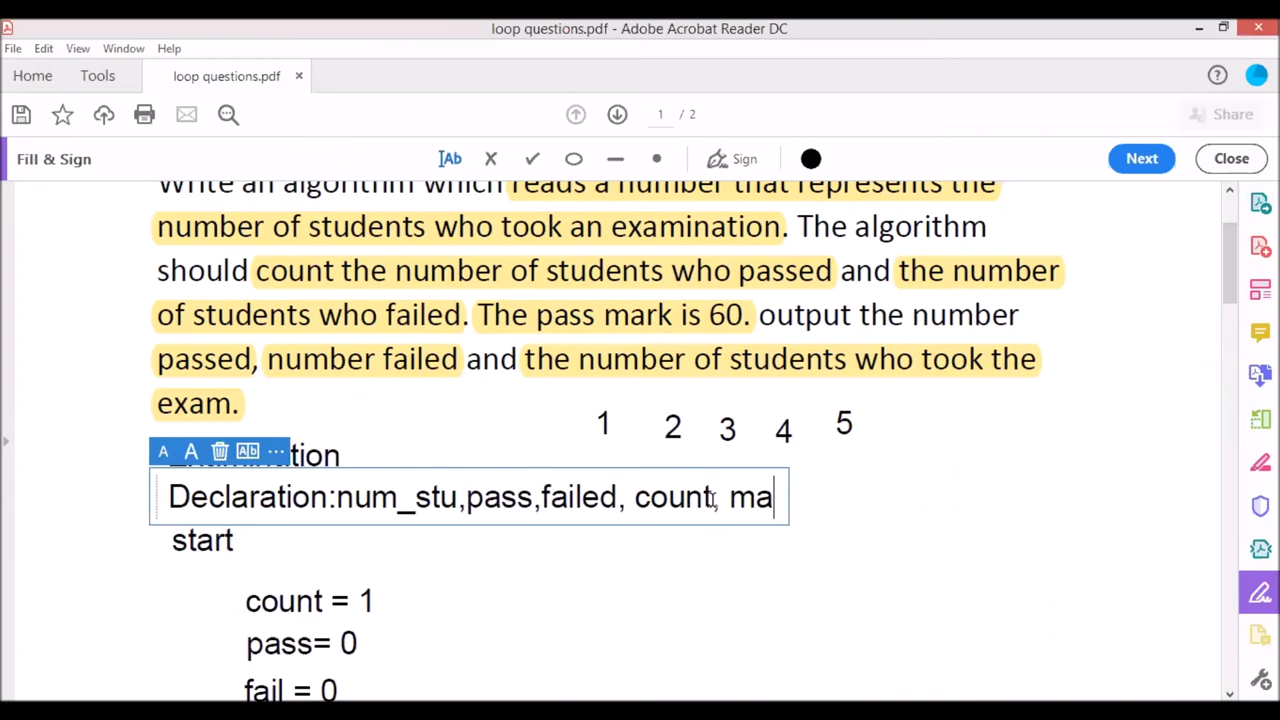 loop questions.pdf - Adobe Acrobat Reader DC
File Edit View Window Help
Home Tools loop questions.pdf ×
1 / 2 Share
Fill & Sign Ab Sign Next Close
Write an algorithm which reads a number that represents the
number of students who took an examination. The algorithm
should count the number of students who passed and the number
of students who failed. The pass mark is 60. output the number
passed, number failed and the number of students who took the
exam.
1 2 3 4 5
A A Ab ...
Examination
Declaration:num_stu,pass,failed, count, ma
start
count = 1
pass= 0
fail = 0